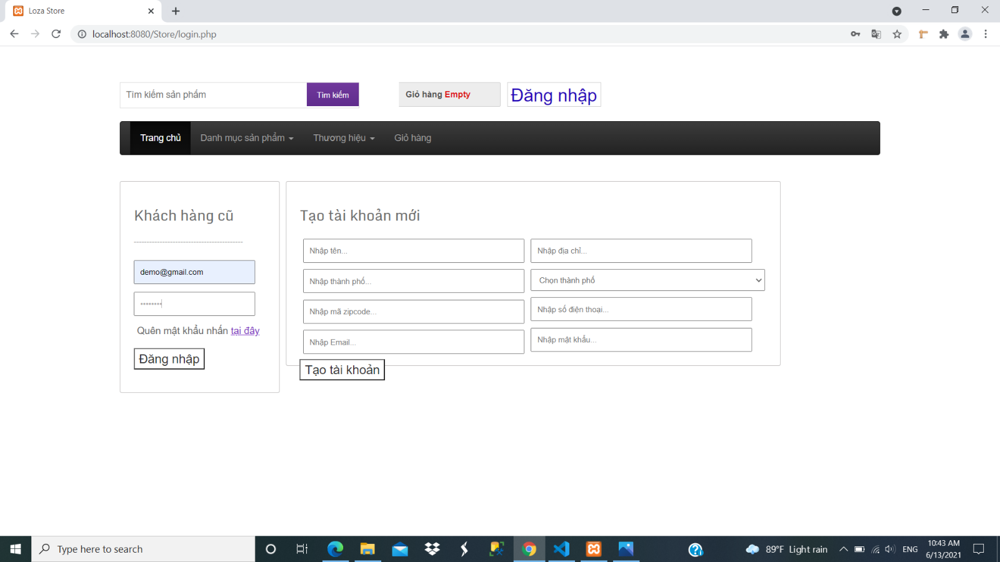 Loza Store
localhost:8080/Store/login.php
Tìm kiếm sản phẩm
Tìm kiếm
Giỏ hàng Empty
Đăng nhập
Trang chủ
Danh mục sản phẩm
Thương hiệu
Giỏ hàng
Khách hàng cũ
------------------------------------------
demo@gmail.com
••••••••
Quên mật khẩu nhấn tại đây
Đăng nhập
Tạo tài khoản mới
Nhập tên...
Nhập địa chỉ...
Nhập thành phố...
Chọn thành phố
Nhập mã zipcode...
Nhập số điện thoại...
Nhập Email...
Nhập mật khẩu...
Tạo tài khoản
Type here to search
89°F Light rain
ENG
10:43 AM
6/13/2021